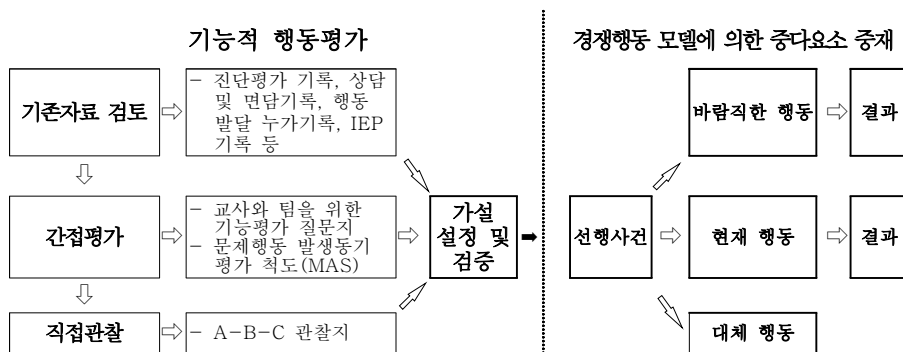 기능적 행동평가
경쟁행동 모델에 의한 중다요소 중재
기존자료 검토
- 진단평가 기록, 상담
및 면담기록, 행동
발달 누가기록, IEP
기록 등
간접평가
- 교사와 팀을 위한
기능평가 질문지
- 문제행동 발생동기
평가 척도(MAS)
직접관찰
- A-B-C 관찰지
가설
설정 및
검증
선행사건
바람직한 행동
결과
현재 행동
결과
대체 행동